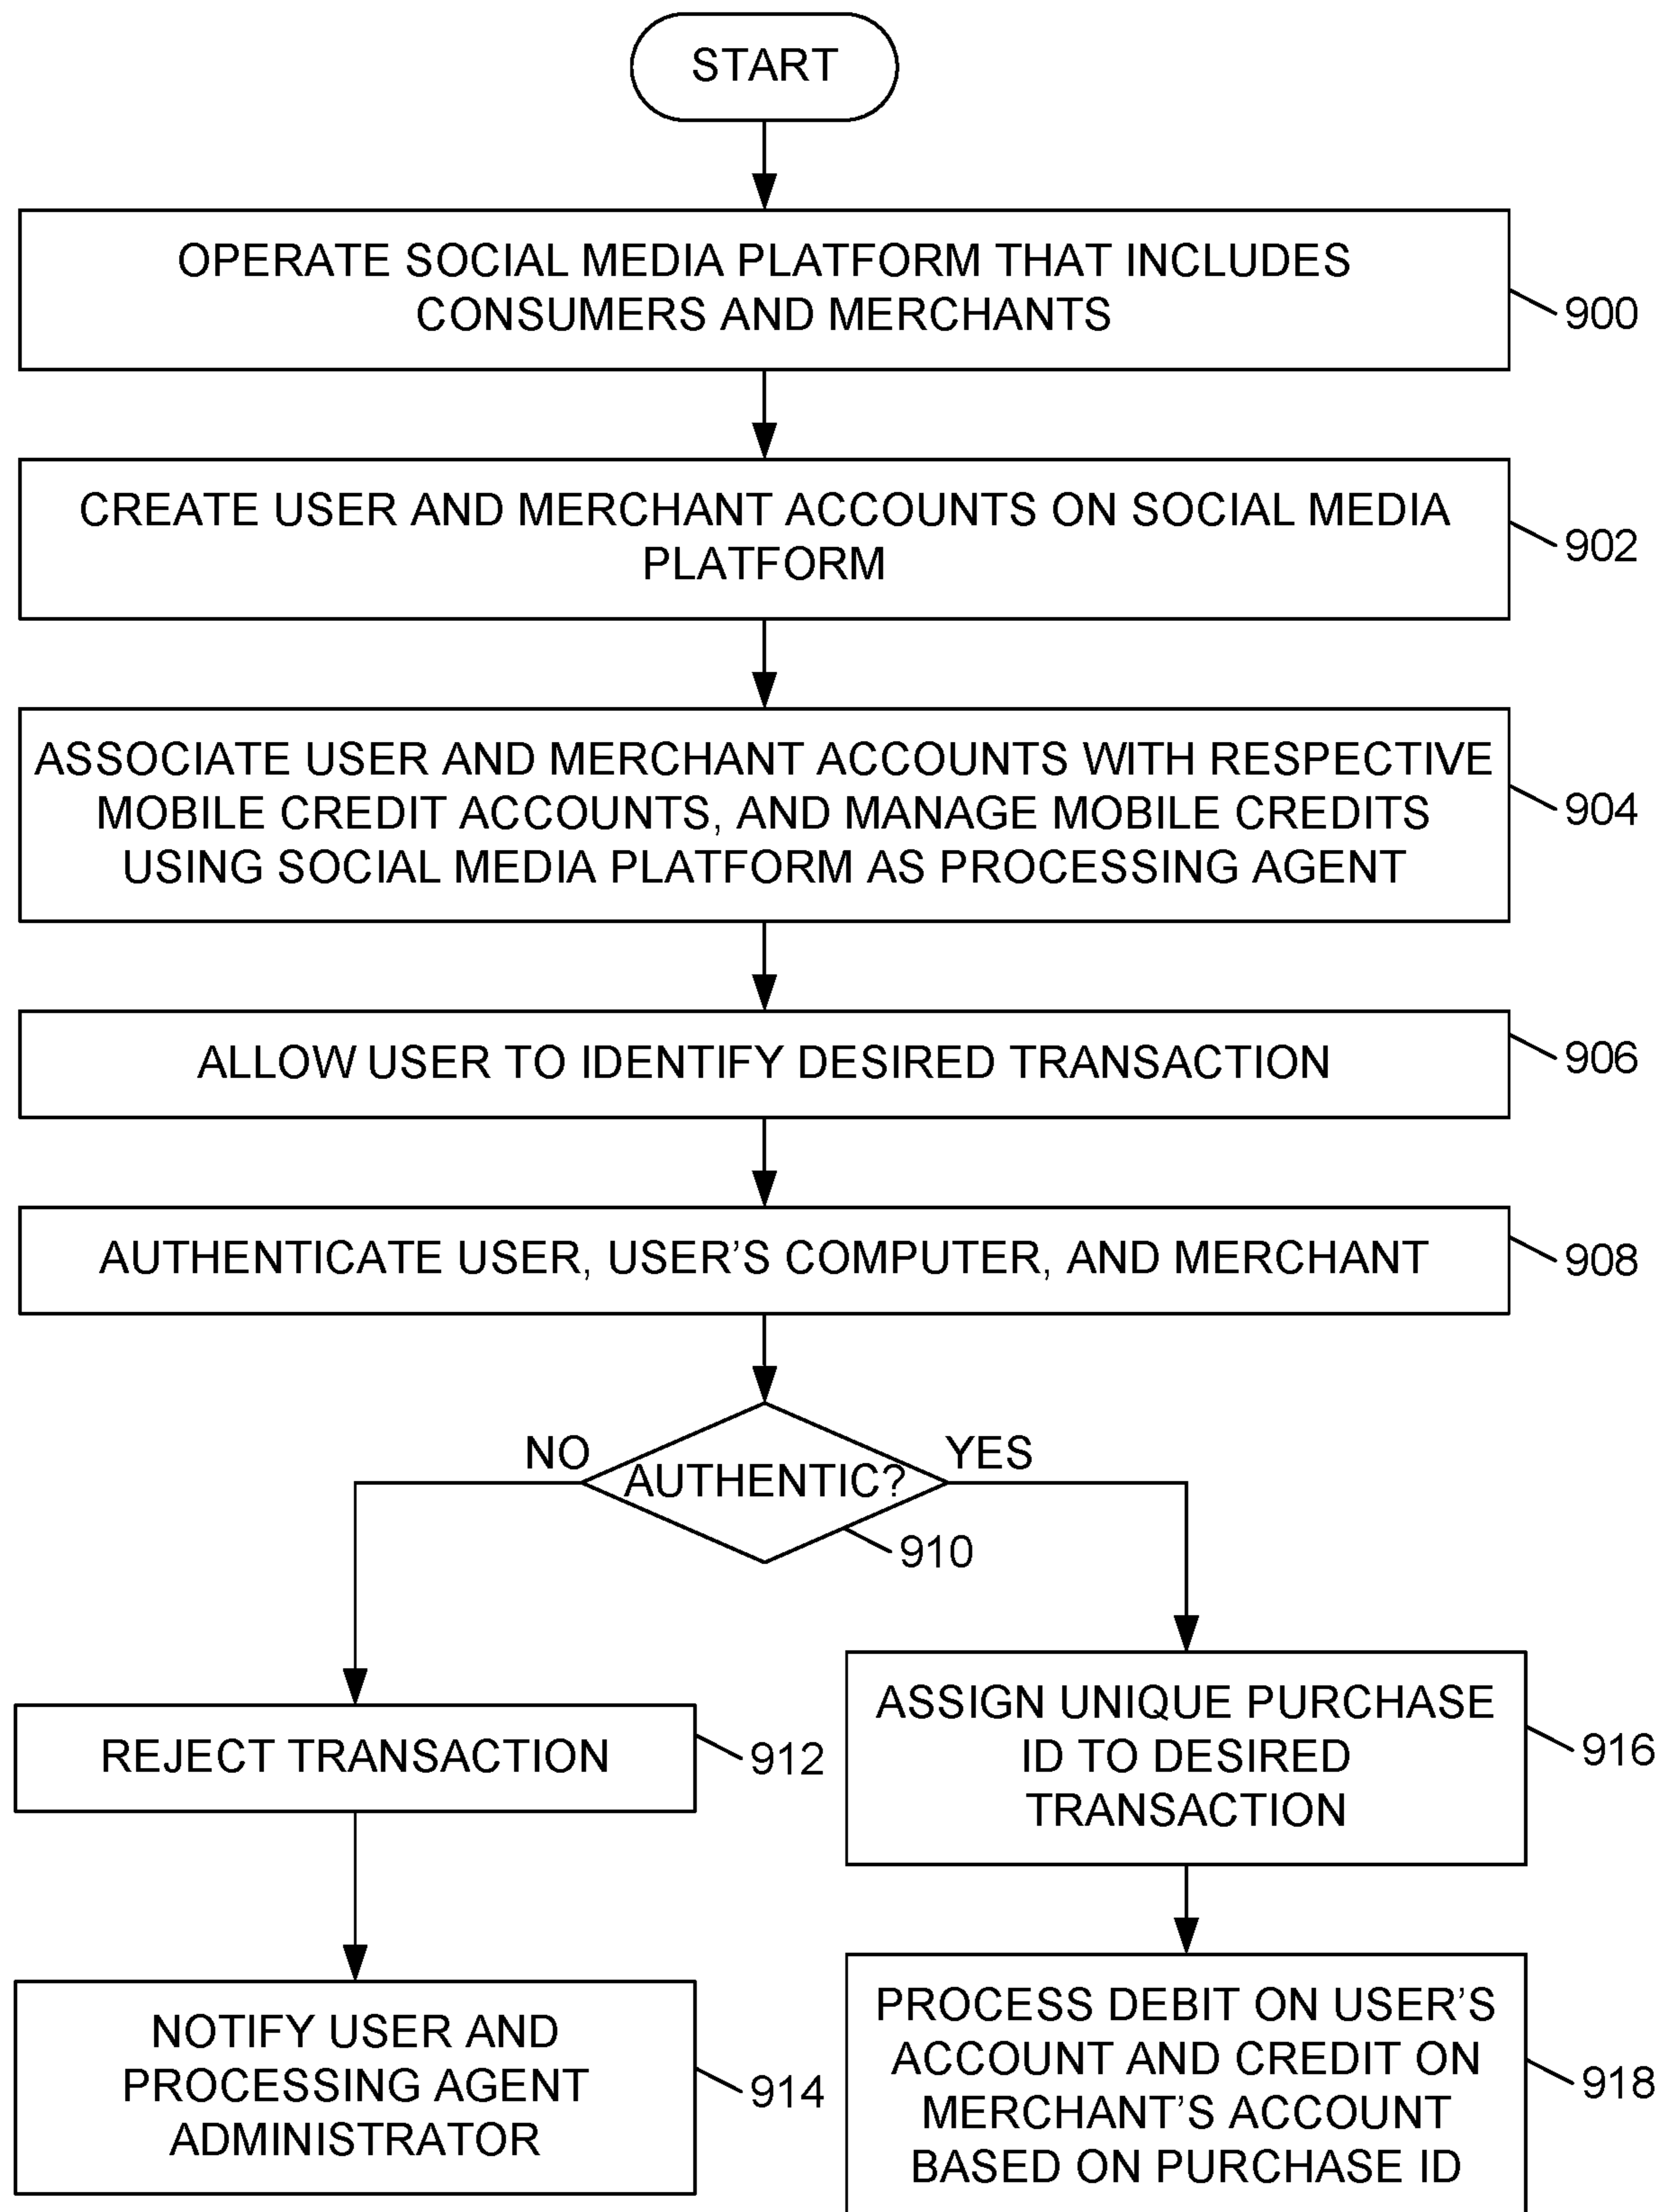 START
OPERATE SOCIAL MEDIA PLATFORM THAT INCLUDES
CONSUMERS AND MERCHANTS
900
CREATE USER AND MERCHANT ACCOUNTS ON SOCIAL MEDIA
PLATFORM
902
ASSOCIATE USER AND MERCHANT ACCOUNTS WITH RESPECTIVE
MOBILE CREDIT ACCOUNTS, AND MANAGE MOBILE CREDITS
USING SOCIAL MEDIA PLATFORM AS PROCESSING AGENT
904
ALLOW USER TO IDENTIFY DESIRED TRANSACTION
906
AUTHENTICATE USER, USER’S COMPUTER, AND MERCHANT
908
NO
AUTHENTIC?
YES
910
REJECT TRANSACTION
912
NOTIFY USER AND
PROCESSING AGENT
ADMINISTRATOR
914
ASSIGN UNIQUE PURCHASE
ID TO DESIRED
TRANSACTION
916
PROCESS DEBIT ON USER’S
ACCOUNT AND CREDIT ON
MERCHANT’S ACCOUNT
BASED ON PURCHASE ID
918